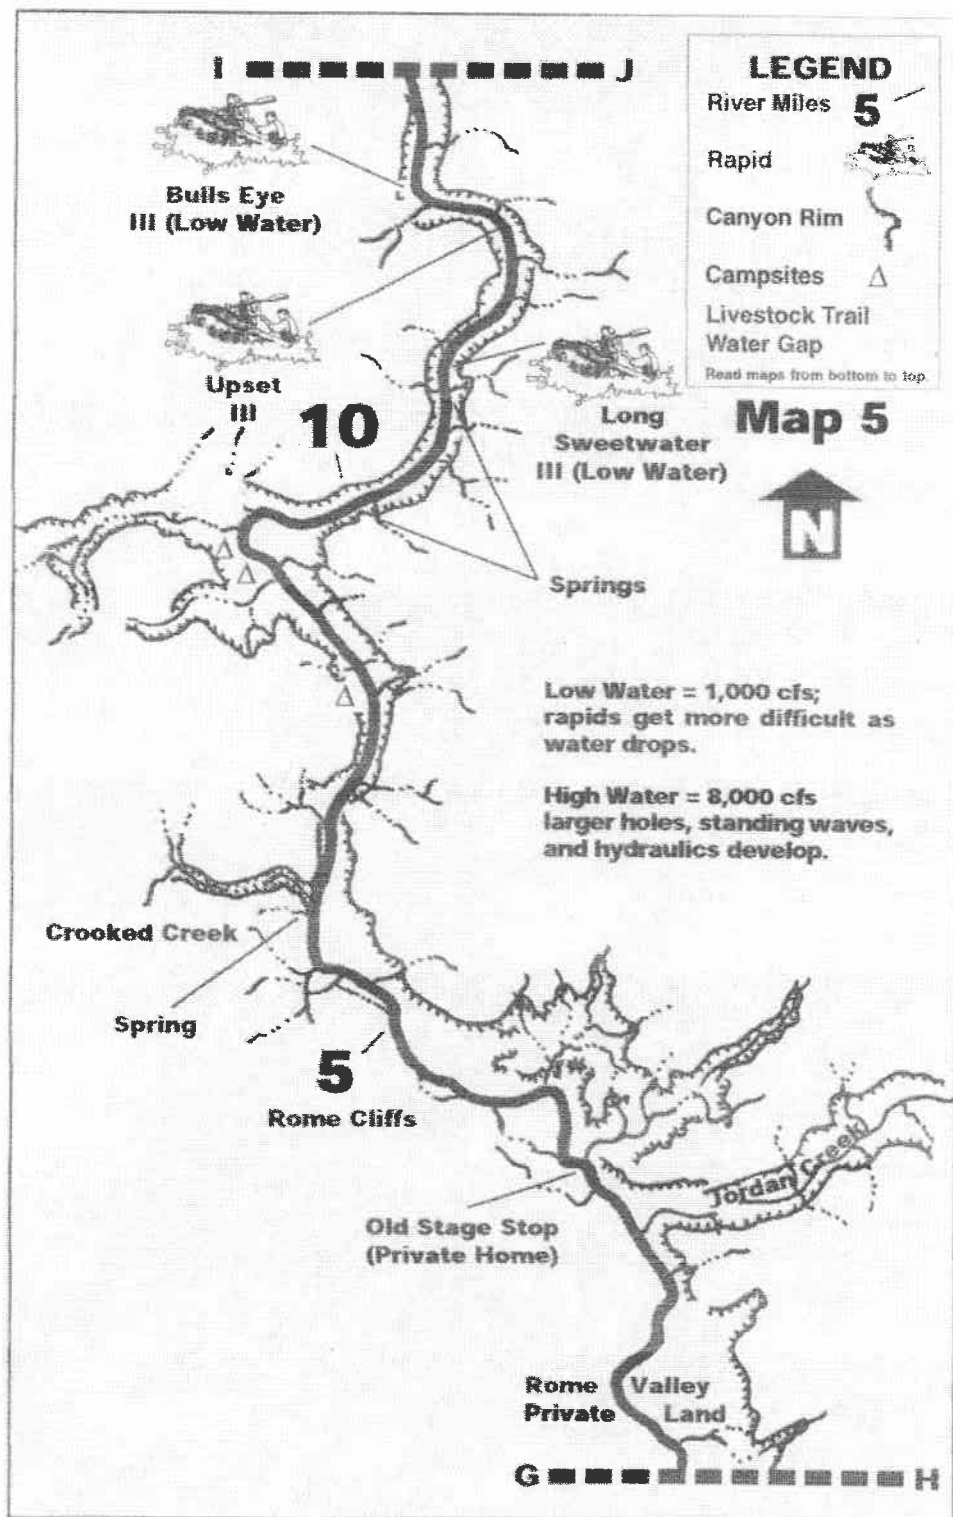 I J
LEGEND
River Miles 5
Rapid
Canyon Rim
Campsites Δ
Livestock Trail
Water Gap
Read maps from bottom to top.
Map 5
N
Bulls Eye
III (Low Water)
Upset
III
10
Long
Sweetwater
III (Low Water)
Springs
Low Water = 1,000 cfs;
rapids get more difficult as
water drops.
High Water = 8,000 cfs
larger holes, standing waves,
and hydraulics develop.
Crooked Creek
Spring
5
Rome Cliffs
Jordan Creek
Old Stage Stop
(Private Home)
Rome Valley
Private Land
G H